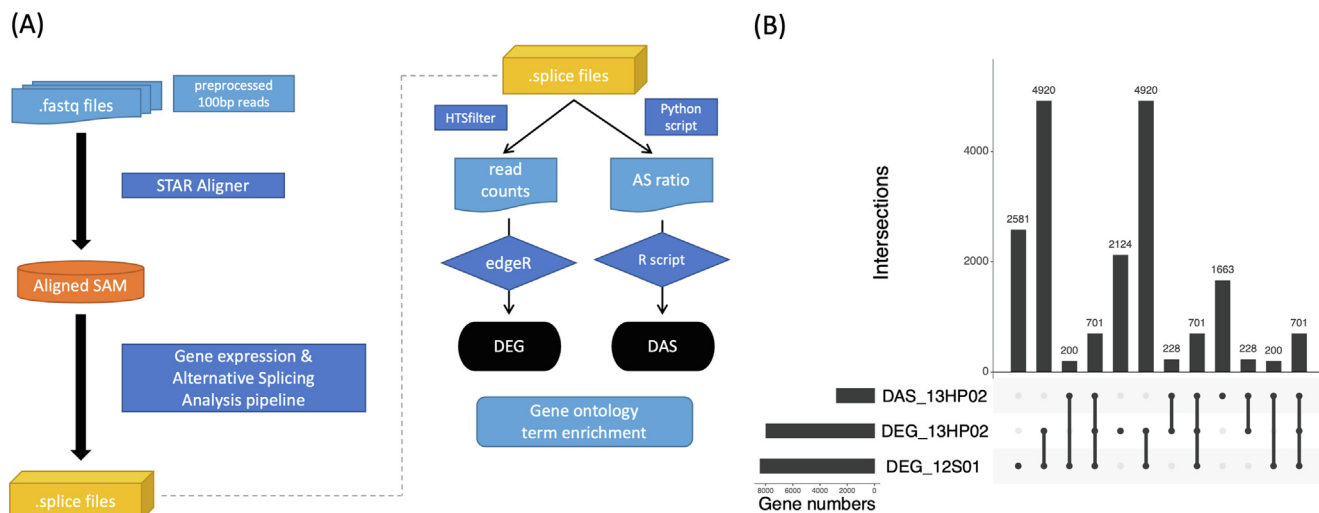 (A)
.fastq files
preprocessed
100bp reads
STAR Aligner
Aligned SAM
Gene expression &
Alternative Splicing
Analysis pipeline
.splice files
.splice files
HTSfilter
Python
script
read
counts
AS ratio
edgeR
R script
DEG
DAS
Gene ontology
term enrichment
(B)
Intersections
4000
2000
0
2581
4920
200
701
2124
4920
228
701
1663
228
200
701
DAS_13HP02
DEG_13HP02
DEG_12S01
8000 6000 4000 2000 0
Gene numbers